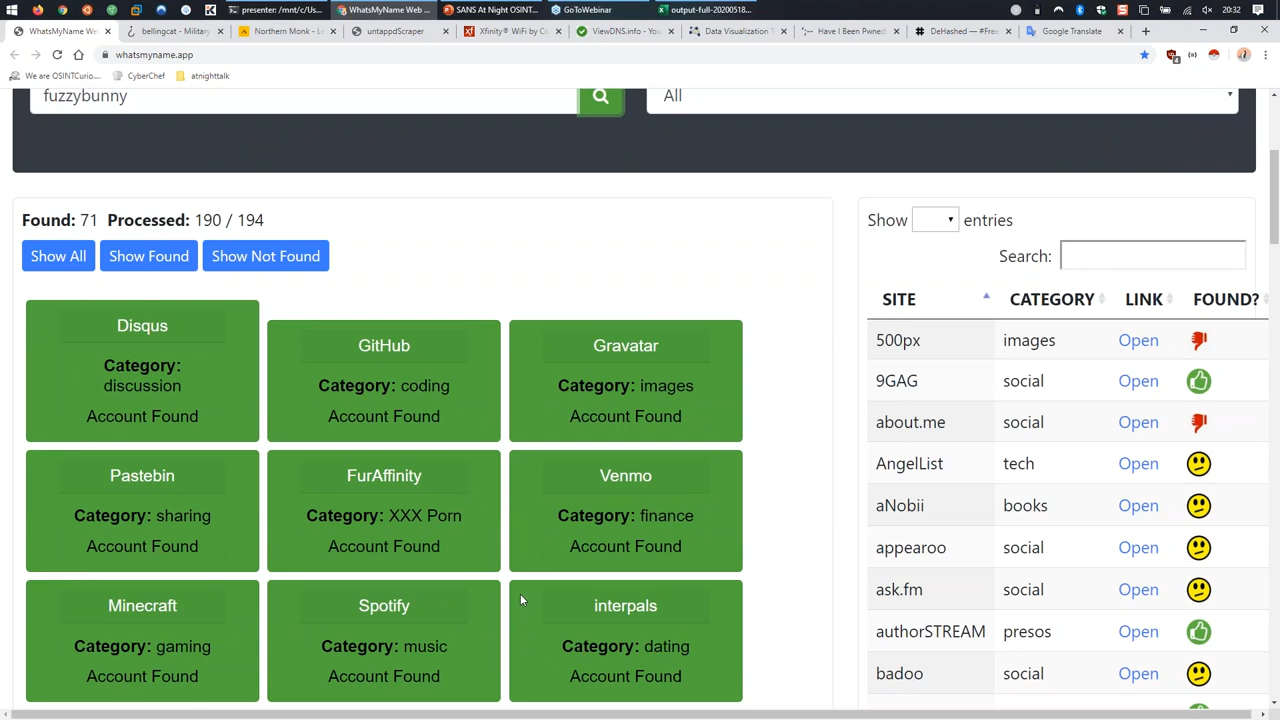 presenter: /mnt/c/Us...
WhatsMyName Web ...
SANS At Night OSINT...
GoToWebinar
output-full-20200518...
20:32
WhatsMyName We
bellingcat - Military
Northern Monk - L
untappdScraper
Xfinity® WiFi by C
ViewDNS.info - You
Data Visualization T
Have I Been Pwned
DeHashed — #Free
Google Translate
whatsmyname.app
We are OSINTCurio...
CyberChef
atnighttalk
fuzzybunny
All
Found: 71 Processed: 190 / 194
Show All
Show Found
Show Not Found
Disqus
Category:
discussion
Account Found
GitHub
Category: coding
Account Found
Gravatar
Category: images
Account Found
Pastebin
Category: sharing
Account Found
FurAffinity
Category: XXX Porn
Account Found
Venmo
Category: finance
Account Found
Minecraft
Category: gaming
Account Found
Spotify
Category: music
Account Found
interpals
Category: dating
Account Found
Show entries
Search:
SITE CATEGORY LINK FOUND?
500px images Open
9GAG social Open
about.me social Open
AngelList tech Open
aNobii books Open
appearoo social Open
ask.fm social Open
authorSTREAM presos Open
badoo social Open